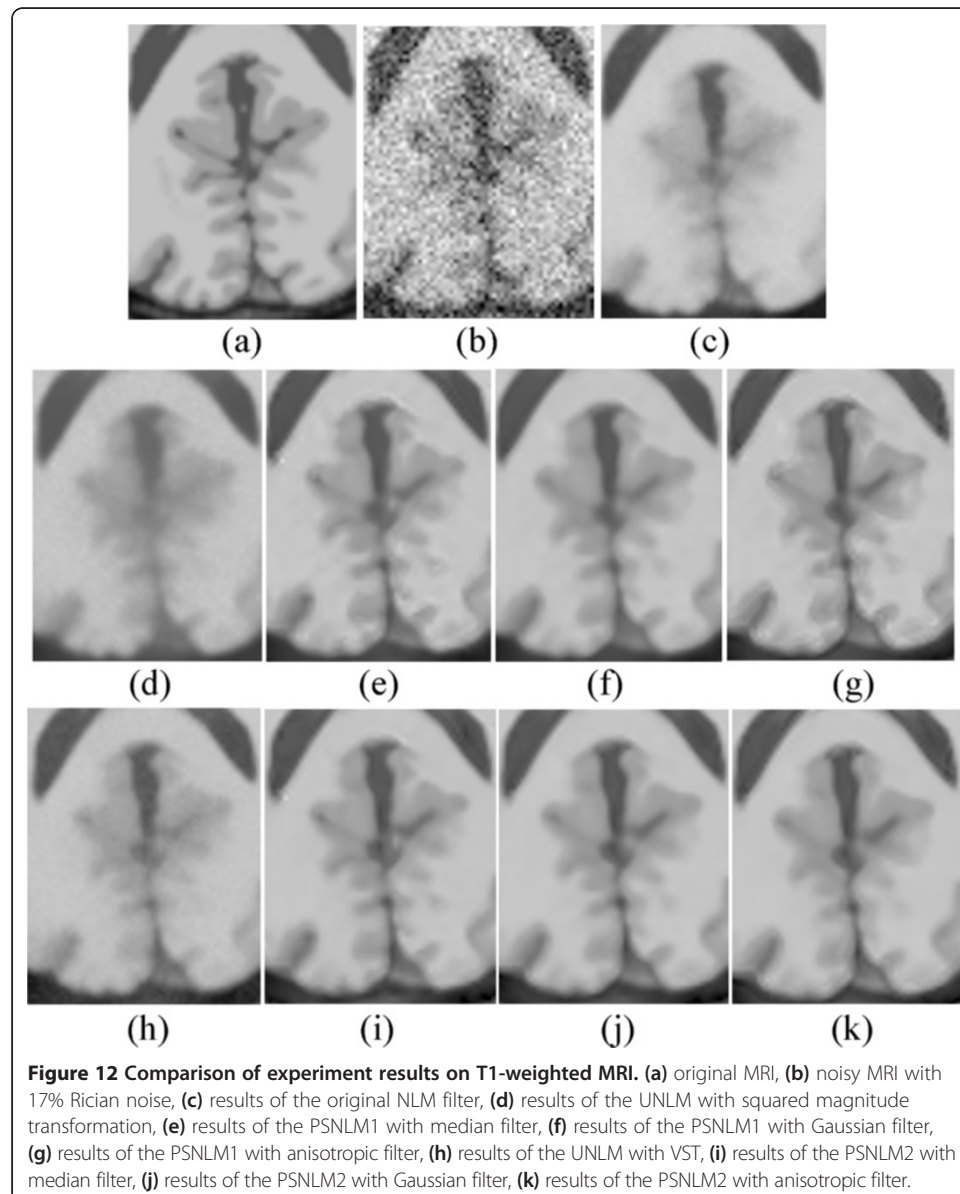 (a) (b) (c)
(d) (e) (f) (g)
(h) (i) (j) (k)
Figure 12 Comparison of experiment results on T1-weighted MRI. (a) original MRI, (b) noisy MRI with
17% Rician noise, (c) results of the original NLM filter, (d) results of the UNLM with squared magnitude
transformation, (e) results of the PSNLM1 with median filter, (f) results of the PSNLM1 with Gaussian filter,
(g) results of the PSNLM1 with anisotropic filter, (h) results of the UNLM with VST, (i) results of the PSNLM2 with
median filter, (j) results of the PSNLM2 with Gaussian filter, (k) results of the PSNLM2 with anisotropic filter.